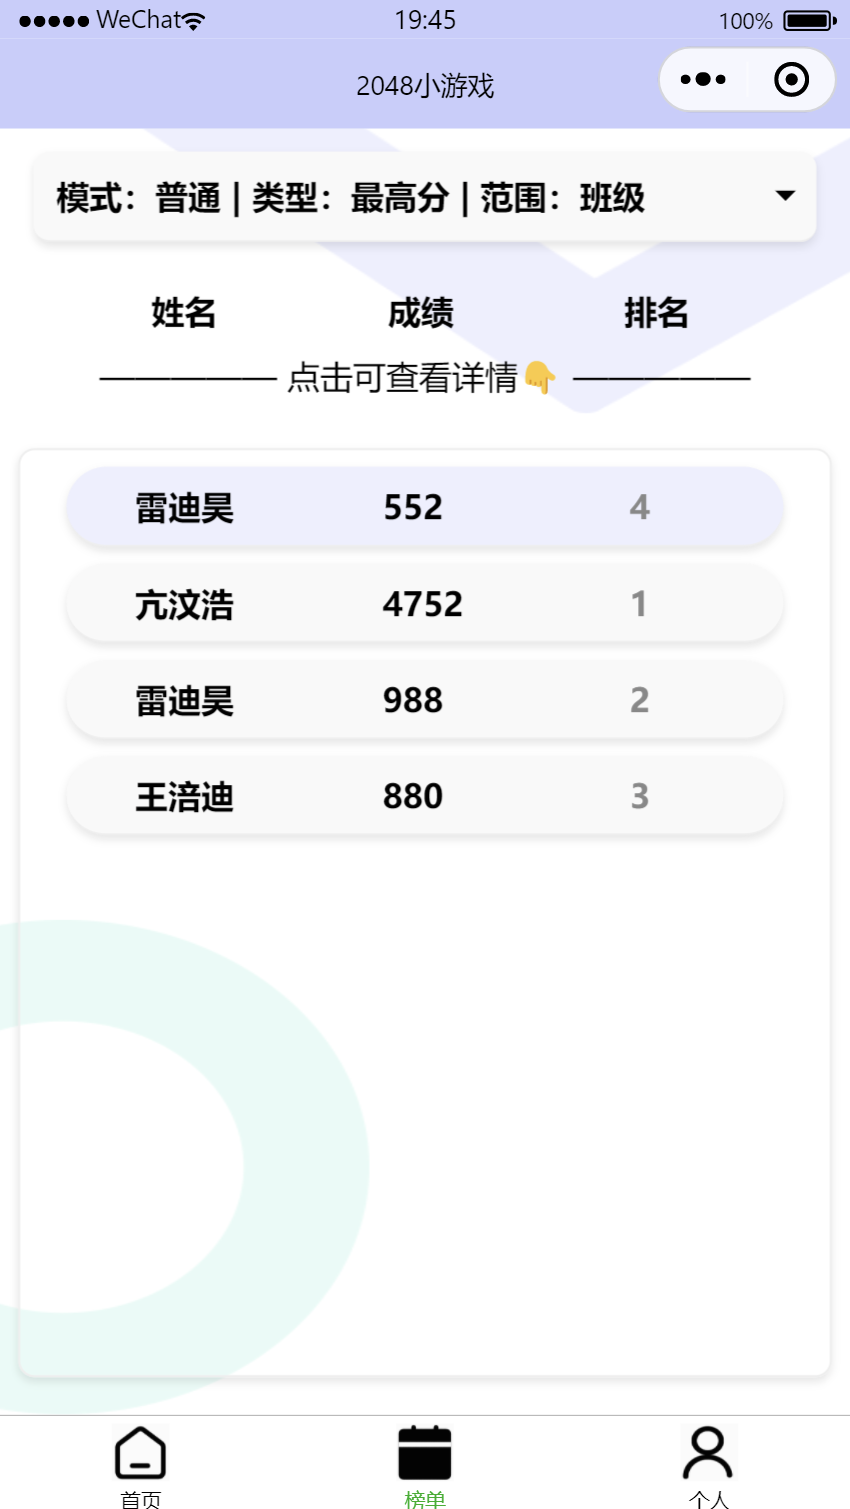 WeChat 19:45 100%
2048小游戏
模式：普通 | 类型：最高分 | 范围：班级
姓名 成绩 排名
—————— 点击可查看详情👇 ——————
雷迪昊 552 4
亢汶浩 4752 1
雷迪昊 988 2
王涪迪 880 3
首页 榜单 个人